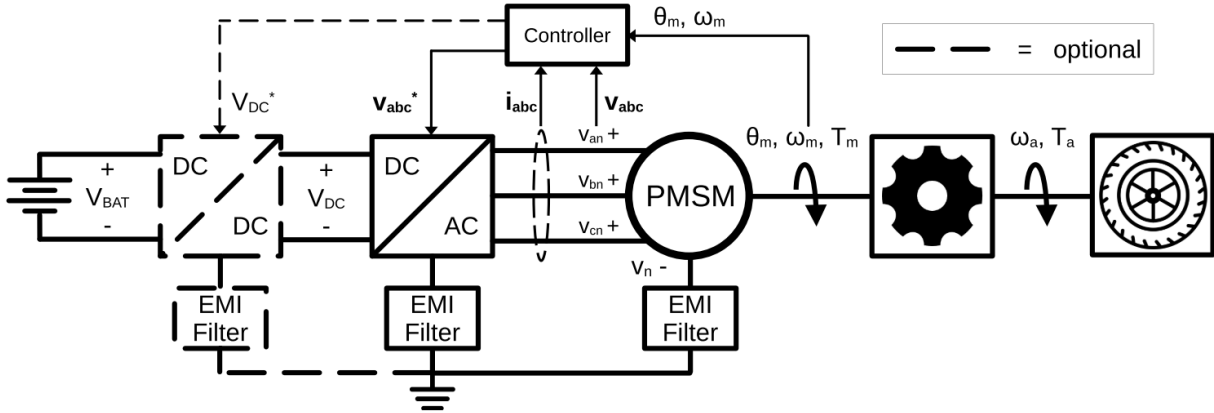 Controller
θm, ωm
= optional
VDC*
vabc*
iabc
vabc
θm, ωm, Tm
ωa, Ta
DC
DC
+
VBAT
-
+
VDC
-
DC
AC
van +
vbn +
vcn +
vn -
PMSM
EMI
Filter
EMI
Filter
EMI
Filter